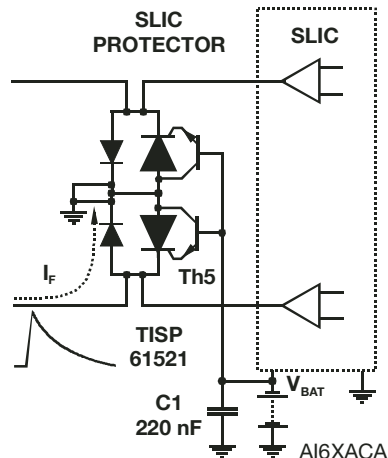 SLIC
PROTECTOR
SLIC
Th5
IF
TISP
61521
C1
220 nF
VBAT
AI6XACA